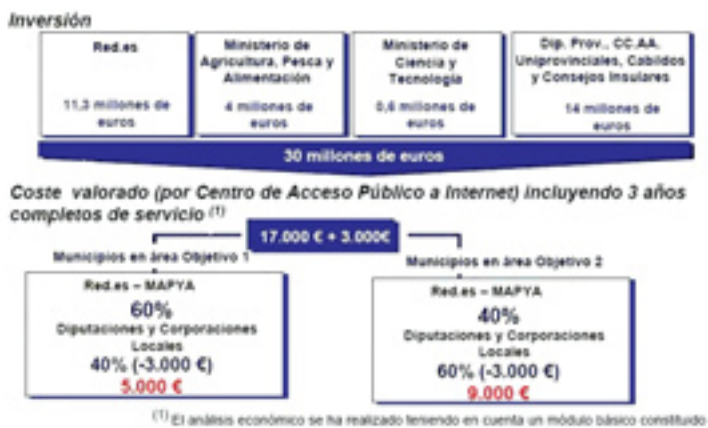 Inversión
Red.es
11,3 millones de
euros
Ministerio de
Agricultura, Pesca y
Alimentación
4 millones de
euros
Ministerio de
Ciencia y
Tecnología
0,6 millones de
euros
Dip. Prov., CC.AA.
Uniprovinciales, Cabildos
y Consejos Insulares
14 millones de
euros
30 millones de euros
Coste valorado (por Centro de Acceso Público a Internet) incluyendo 3 años
completos de servicio (1)
17.000 € + 3.000€
Municipios en área Objetivo 1
Red.es – MAPYA
60%
Diputaciones y Corporaciones
Locales
40% (-3.000 €)
5.000 €
Municipios en área Objetivo 2
Red.es – MAPYA
40%
Diputaciones y Corporaciones
Locales
60% (-3.000 €)
9.000 €
(1) El análisis económico se ha realizado teniendo en cuenta un módulo básico constituido